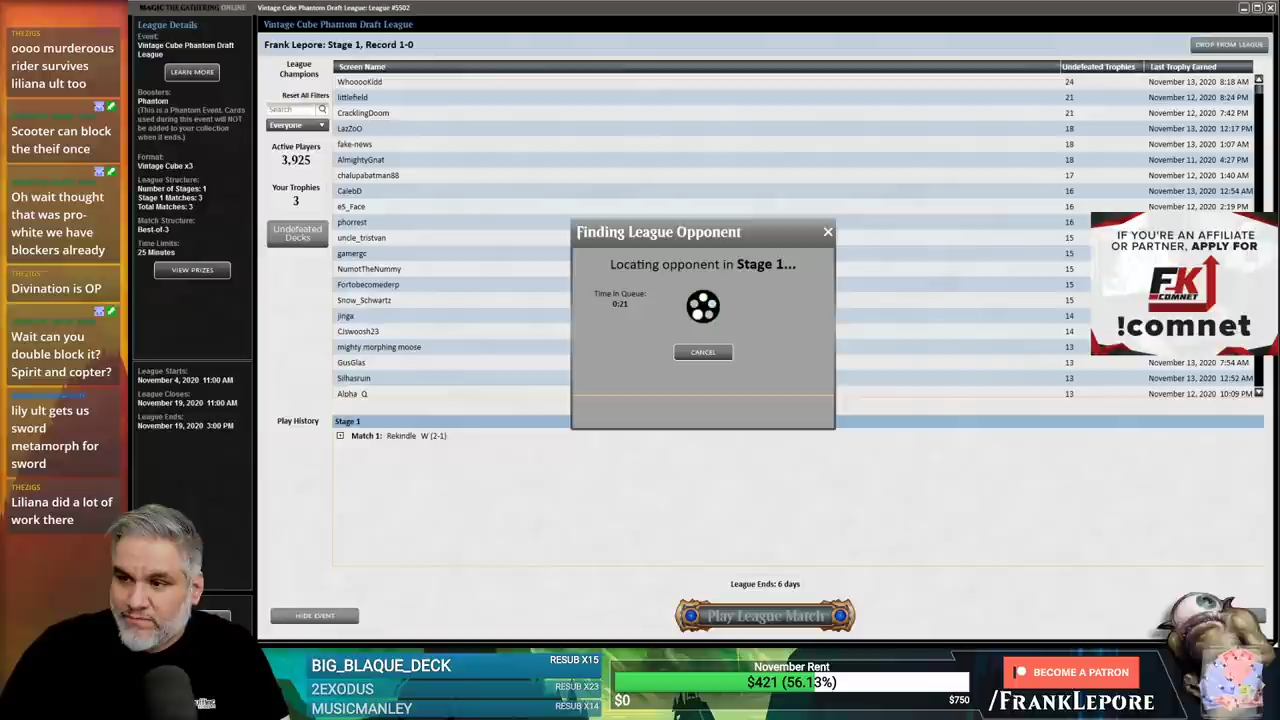 MAGIC THE GATHERING ONLINE
Vintage Cube Phantom Draft League: League #5502
THEZIGS
oooo murderoous
rider survives
liliana ult too
Scooter can block
the theif once
Oh wait thought
that was pro-
white we have
blockers already
THEZIGS
Divination is OP
Wait can you
double block it?
Spirit and copter?
lily ult gets us
sword
metamorph for
sword
THEZIGS
Liliana did a lot of
work there
League Details
Event:
Vintage Cube Phantom Draft
League
LEARN MORE
Boosters:
Phantom
(This is a Phantom Event. Cards
used during this event will NOT
be added to your collection
when it ends.)
Format:
Vintage Cube x3
League Structure:
Number of Stages: 1
Stage 1 Matches: 3
Total Matches: 3
Match Structure:
Best-of-3
Time Limits:
25 Minutes
VIEW PRIZES
League Starts:
November 4, 2020 11:00 AM
League Closes:
November 19, 2020 11:00 AM
League Ends:
November 19, 2020 3:00 PM
Vintage Cube Phantom Draft League
Frank Lepore: Stage 1, Record 1-0
DROP FROM LEAGUE
League
Champions
Reset All Filters
Search
Everyone
Active Players
3,925
Your Trophies
3
Undefeated
Decks
Screen Name Undefeated Trophies Last Trophy Earned
WhooooKidd 24 November 13, 2020 8:18 AM
littlefield 21 November 12, 2020 8:24 PM
CracklingDoom 21 November 12, 2020 7:42 PM
LazZoO 18 November 13, 2020 12:17 PM
fake-news 18 November 13, 2020 1:07 AM
AlmightyGnat 18 November 11, 2020 4:27 PM
chalupabatman88 17 November 12, 2020 1:40 AM
CalebD 16 November 13, 2020 12:54 AM
eS_Face 16 November 12, 2020 2:19 PM
phorrest 16
uncle_tristvan 15
gamergc 15
NumotTheNummy 15
Fortobecomederp 15
Snow_Schwartz 15
jinga 14
CJswoosh23 14
mighty morphing moose 13
GusGlas 13 November 13, 2020 7:54 AM
Silhasrun 13 November 13, 2020 12:52 AM
Alpha_Q 13 November 12, 2020 10:09 PM
Finding League Opponent
Locating opponent in Stage 1...
Time In Queue:
0:21
CANCEL
IF YOU'RE AN AFFILIATE
OR PARTNER, APPLY FOR
COMNET
!comnet
Play History
Stage 1
Match 1: Rekindle W (2-1)
League Ends: 6 days
HIDE EVENT
Play League Match
BIG_BLAQUE_DECK RESUB X15
2EXODUS RESUB X23
MUSICMANLEY RESUB X14
November Rent
$421 (56.13%)
$0
$750
BECOME A PATRON
/FRANKLEPORE